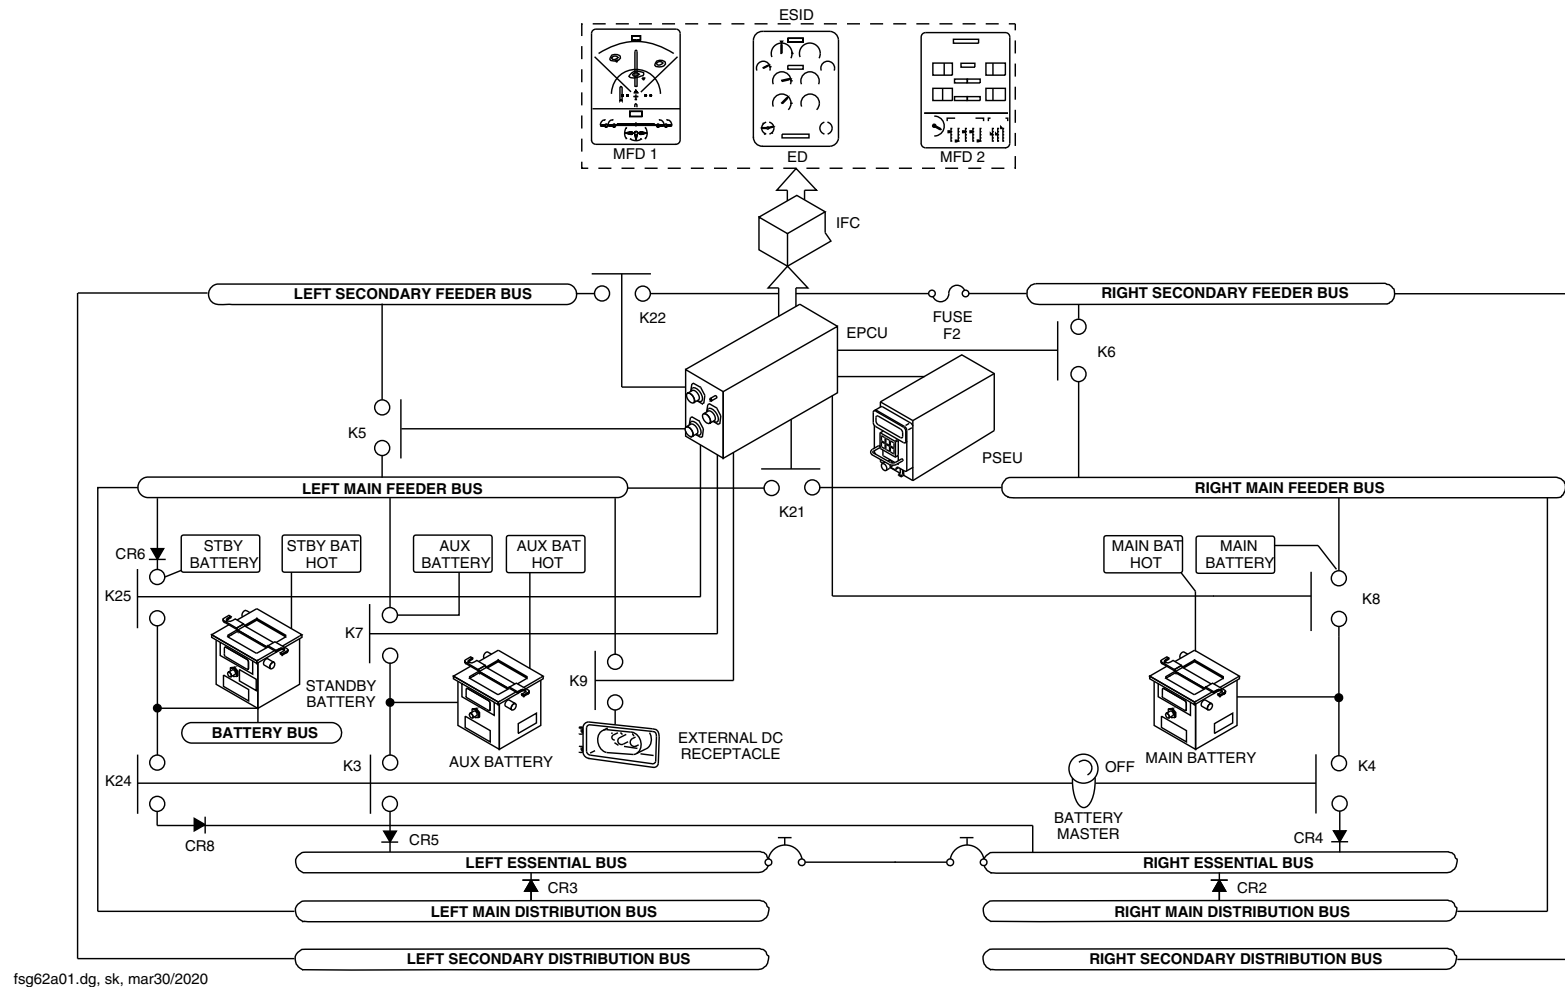 ESID
MFD 1
ED
MFD 2
IFC
LEFT SECONDARY FEEDER BUS
K22
FUSE
F2
RIGHT SECONDARY FEEDER BUS
EPCU
K6
K5
PSEU
LEFT MAIN FEEDER BUS
K21
RIGHT MAIN FEEDER BUS
CR6
STBY
BATTERY
STBY BAT
HOT
AUX
BATTERY
AUX BAT
HOT
MAIN BAT
HOT
MAIN
BATTERY
K25
K7
K8
K9
STANDBY
BATTERY
BATTERY BUS
AUX BATTERY
EXTERNAL DC
RECEPTACLE
MAIN BATTERY
K24
K3
OFF
K4
BATTERY
MASTER
CR8
CR5
CR4
LEFT ESSENTIAL BUS
RIGHT ESSENTIAL BUS
CR3
CR2
LEFT MAIN DISTRIBUTION BUS
RIGHT MAIN DISTRIBUTION BUS
LEFT SECONDARY DISTRIBUTION BUS
RIGHT SECONDARY DISTRIBUTION BUS
fsg62a01.dg, sk, mar30/2020